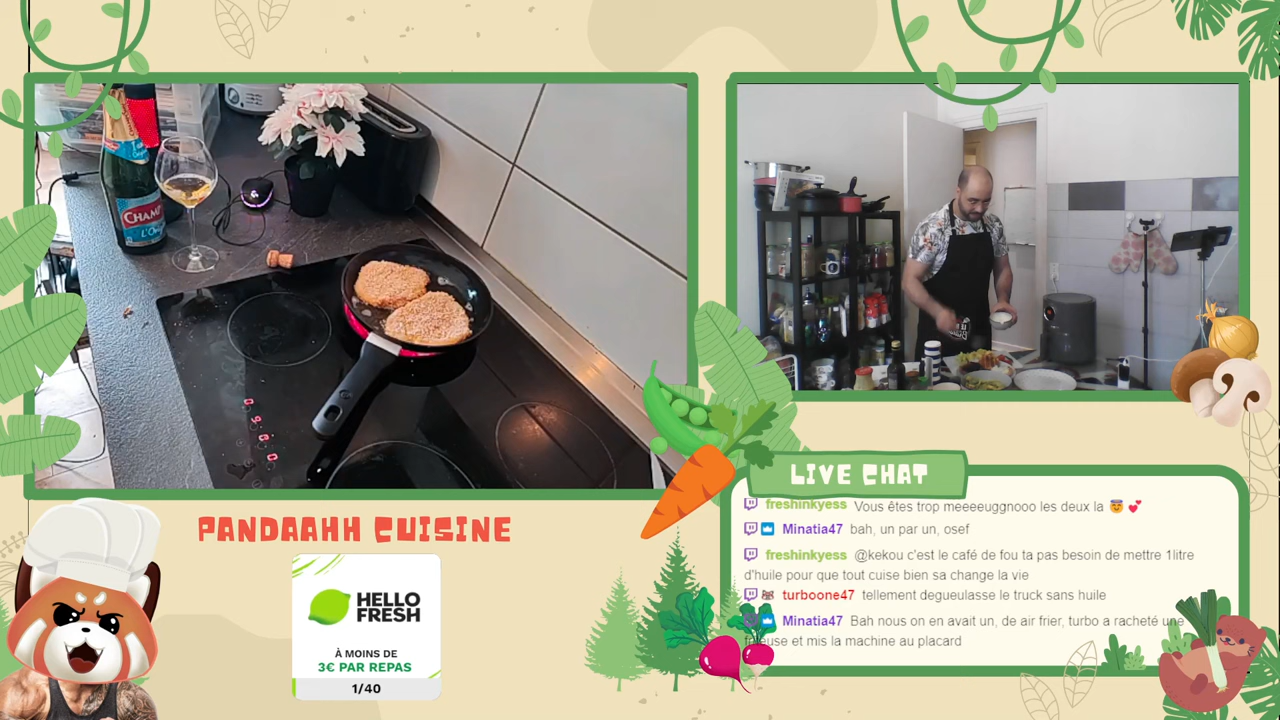 CHAM
L'O
LIVE CHAT
freshinkyess Vous êtes trop meeeeuggnooo les deux la
Minatia47 bah, un par un, osef
freshinkyess @kekou c'est le café de fou ta pas besoin de mettre 1litre
d'huile pour que tout cuise bien sa change la vie
turboone47 tellement degueulasse le truck sans huile
Minatia47 Bah nous on en avait un, de air frier, turbo a racheté une
et mis la machine au placard
PANDAAHH CUISINE
HELLO
FRESH
À MOINS DE
3€ PAR REPAS
1/40